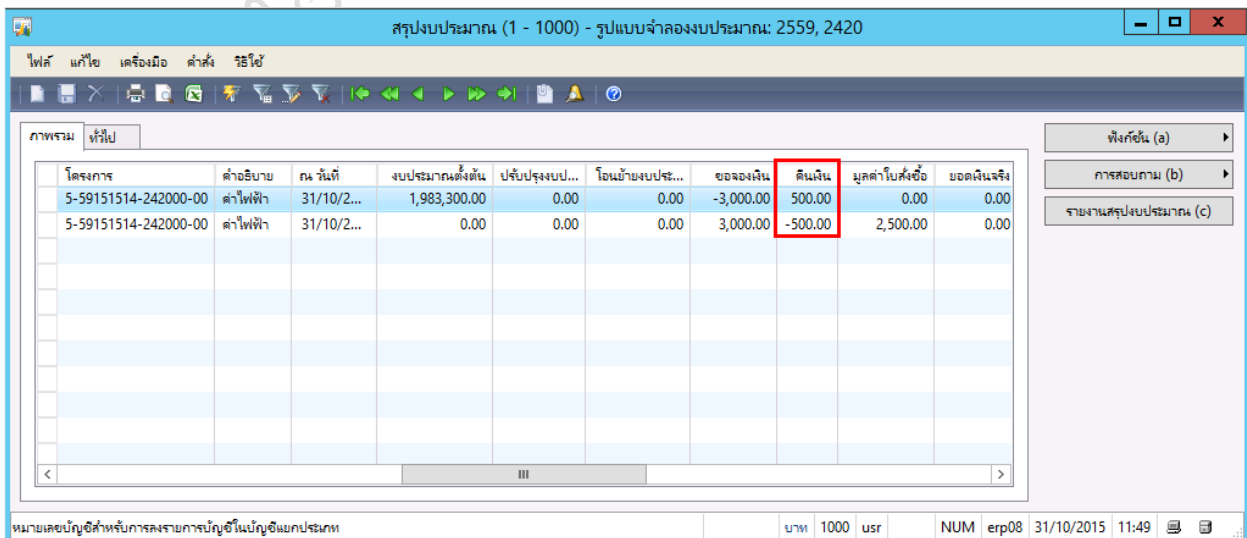 สรุปงบประมาณ (1 - 1000) - รูปแบบจำลองงบประมาณ: 2559, 2420
ไฟล์ แก้ไข เครื่องมือ คำสั่ง วิธีใช้
ภาพรวม ทั่วไป
ฟังก์ชั่น (a)
การสอบถาม (b)
รายงานสรุปงบประมาณ (c)
โครงการ คำอธิบาย ณ วันที่ งบประมาณตั้งต้น ปรับปรุงงบป... โอนย้ายงบประ... ขอจองเงิน คืนเงิน มูลค่าใบสั่งซื้อ ยอดเงินจริง
5-59151514-242000-00 ค่าไฟฟ้า 31/10/2... 1,983,300.00 0.00 0.00 -3,000.00 500.00 0.00 0.00
5-59151514-242000-00 ค่าไฟฟ้า 31/10/2... 0.00 0.00 0.00 3,000.00 -500.00 2,500.00 0.00
หมายเลขบัญชีสำหรับการลงรายการบัญชีในบัญชีแยกประเภท บาท 1000 usr NUM erp08 31/10/2015 11:49